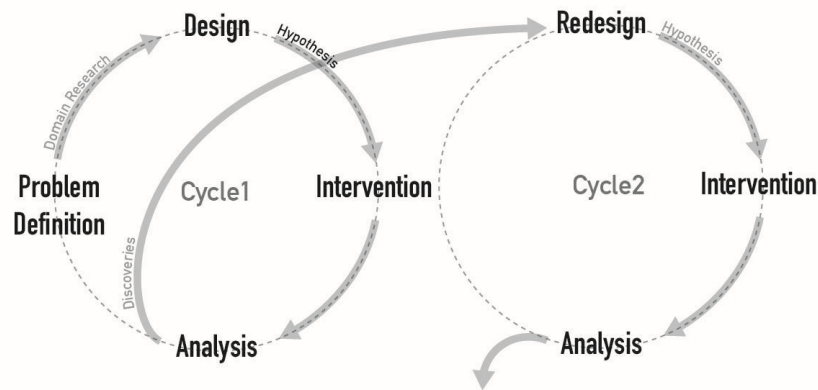 Design
Hypothesis
Domain Research
Problem
Definition
Cycle1
Intervention
Discoveries
Analysis
Redesign
Hypothesis
Cycle2
Intervention
Analysis